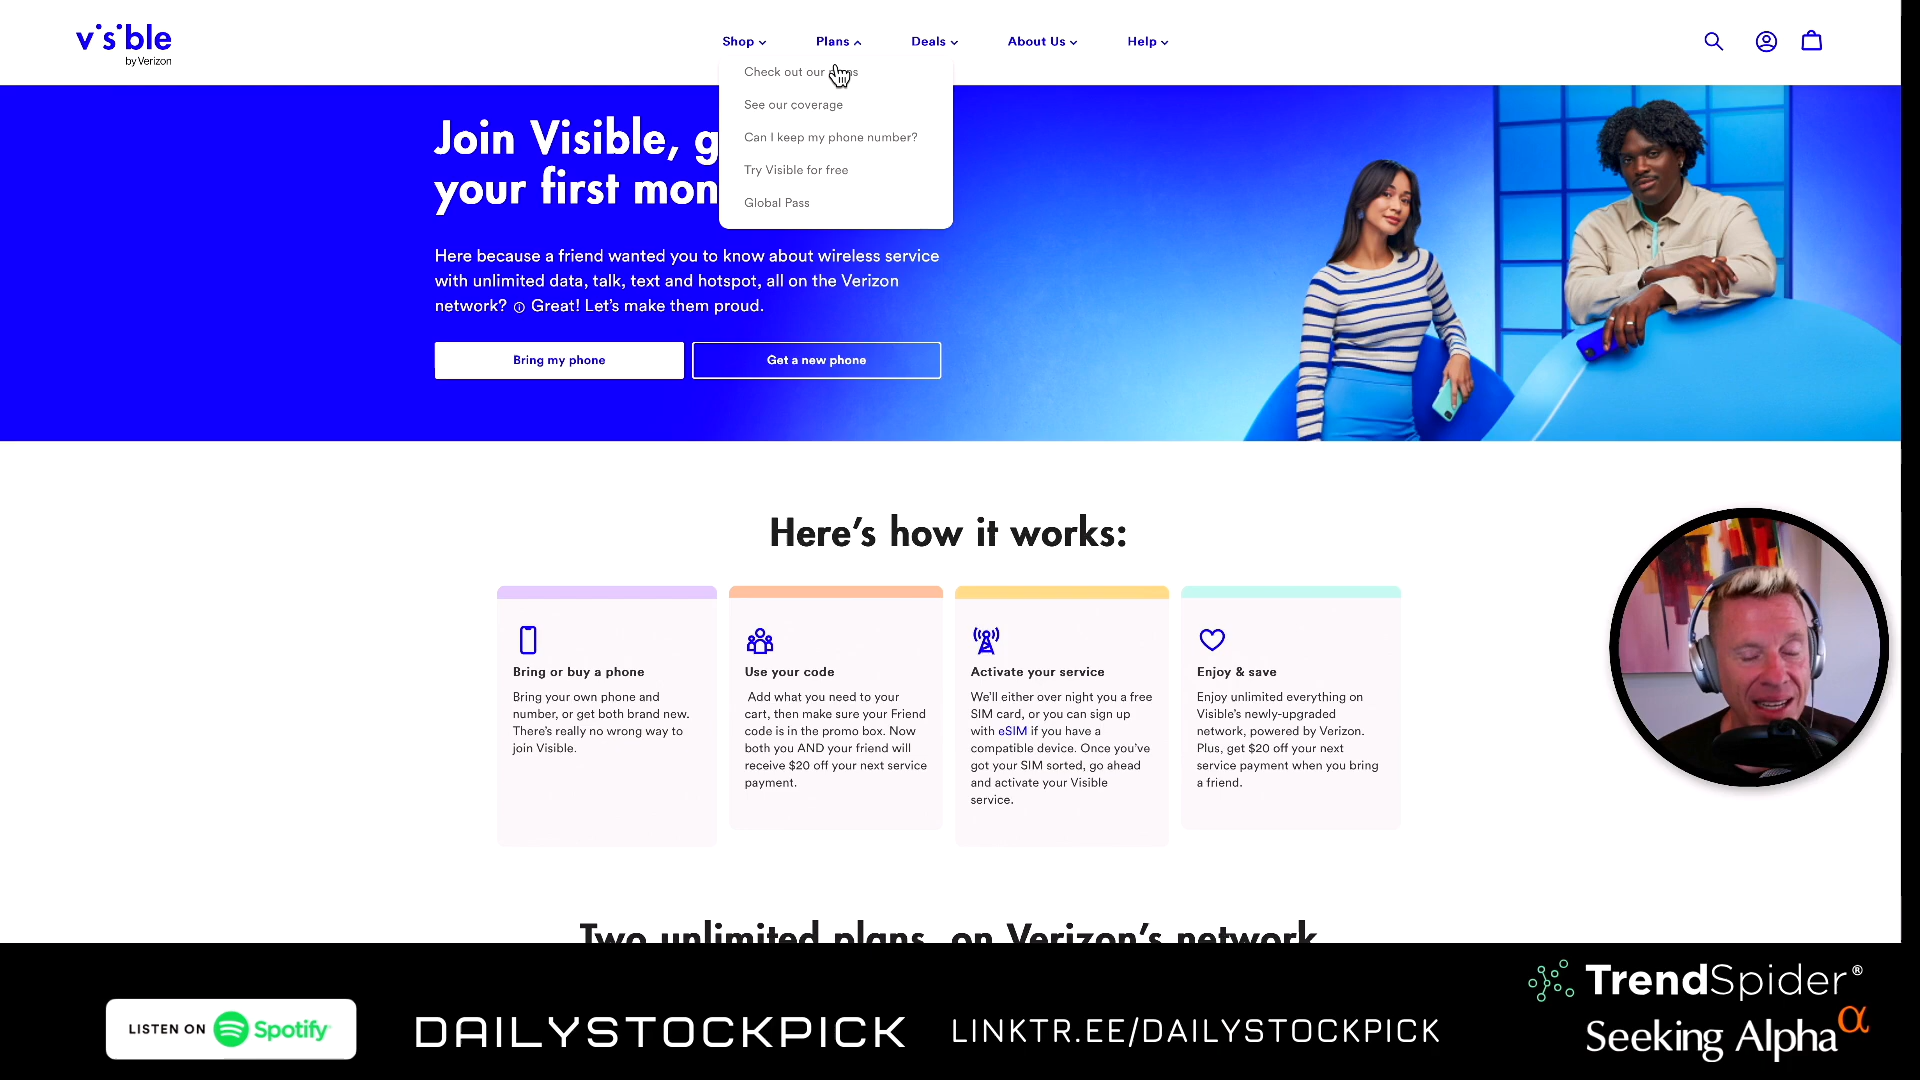 visible
by Verizon
Shop
Plans
Deals
About Us
Help
Check out our
See our coverage
Can I keep my phone number?
Try Visible for free
Global Pass
Join Visible, g
your first mon
Here because a friend wanted you to know about wireless service
with unlimited data, talk, text and hotspot, all on the Verizon
network? ⓘ Great! Let's make them proud.
Bring my phone
Get a new phone
Here's how it works:
Bring or buy a phone
Bring your own phone and
number, or get both brand new.
There's really no wrong way to
join Visible.
Use your code
Add what you need to your
cart, then make sure your Friend
code is in the promo box. Now
both you AND your friend will
receive $20 off your next service
payment.
Activate your service
We'll either over night you a free
SIM card, or you can sign up
with eSIM if you have a
compatible device. Once you've
got your SIM sorted, go ahead
and activate your Visible
service.
Enjoy & save
Enjoy unlimited everything on
Visible's newly-upgraded
network, powered by Verizon.
Plus, get $20 off your next
service payment when you bring
a friend.
Two unlimited plans, on Verizon's network
LISTEN ON Spotify
DAILYSTOCKPICK
LINKTR.EE/DAILYSTOCKPICK
TrendSpider®
Seeking Alpha α